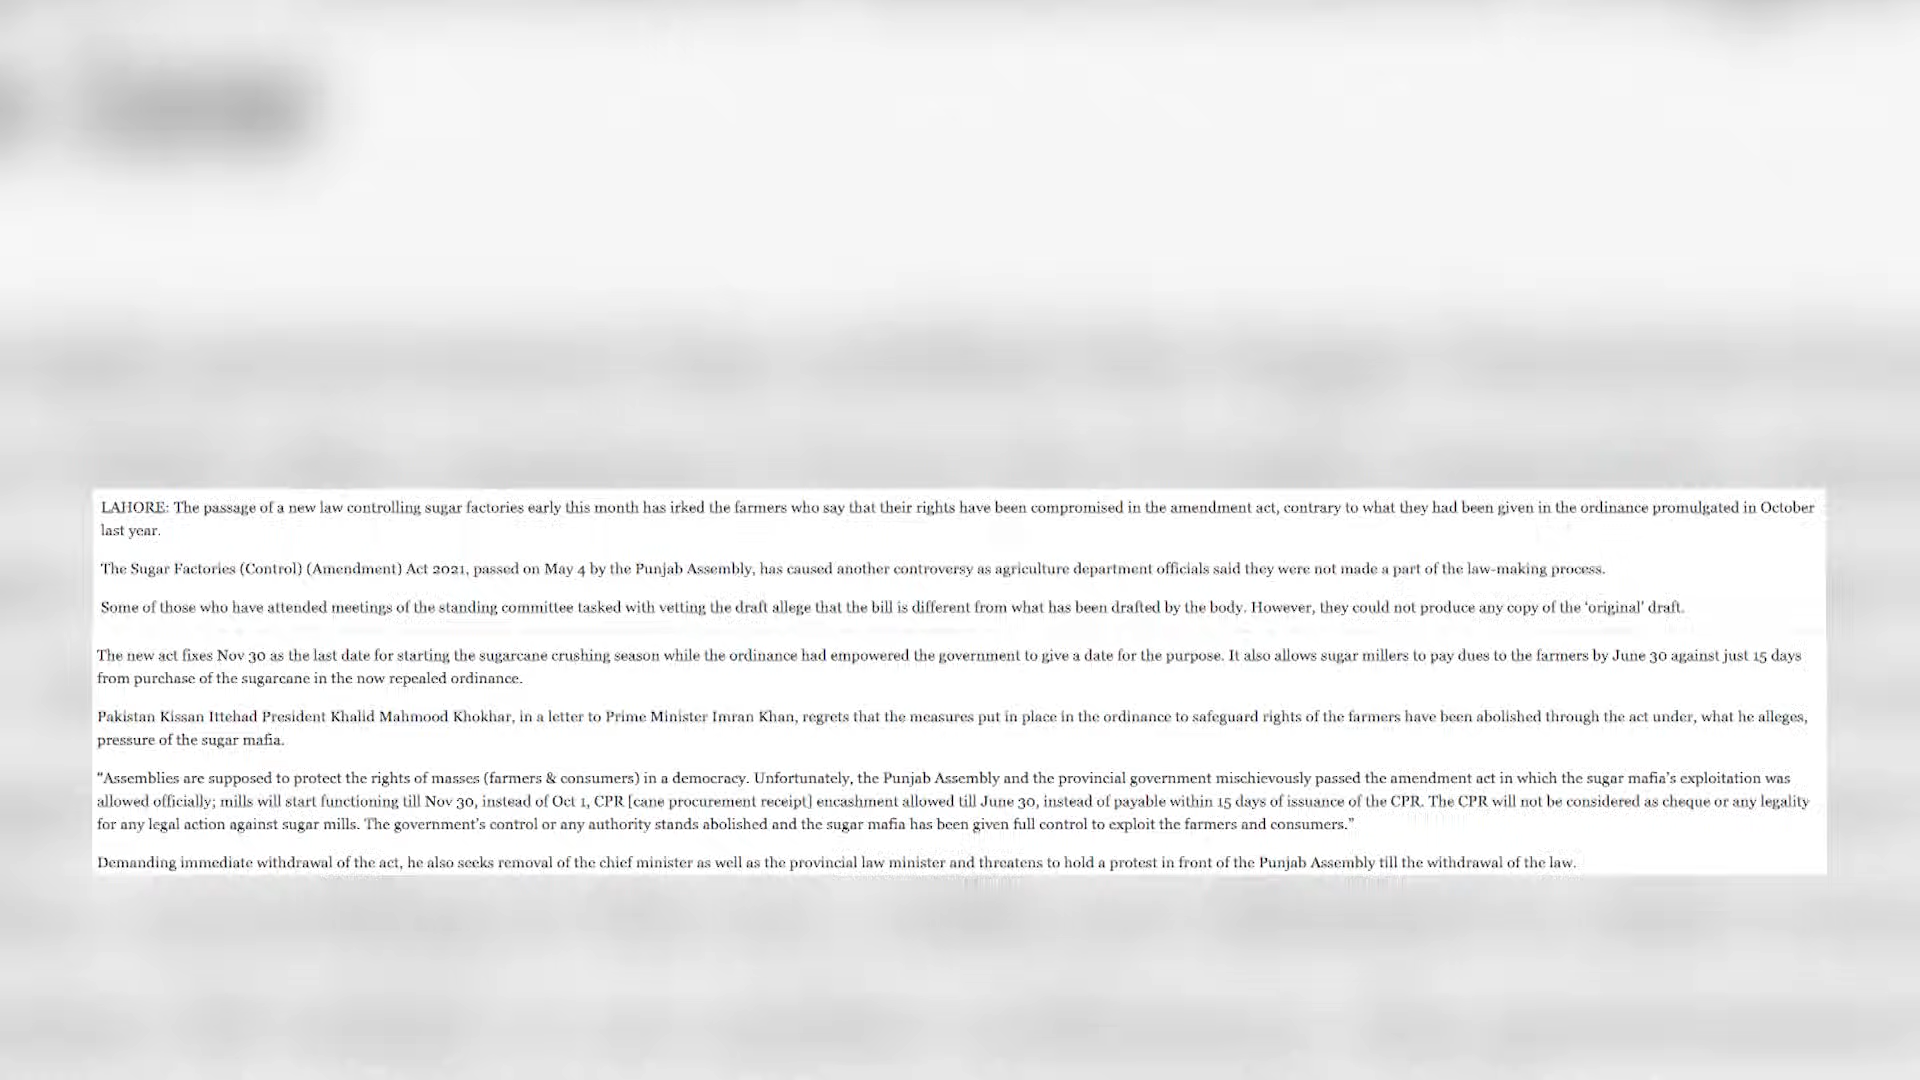 LAHORE: The passage of a new law controlling sugar factories early this month has irked the farmers who say that their rights have been compromised in the amendment act, contrary to what they had been given in the ordinance promulgated in October
last year.
The Sugar Factories (Control) (Amendment) Act 2021, passed on May 4 by the Punjab Assembly, has caused another controversy as agriculture department officials said they were not made a part of the law-making process.
Some of those who have attended meetings of the standing committee tasked with vetting the draft allege that the bill is different from what has been drafted by the body. However, they could not produce any copy of the ‘original’ draft.
The new act fixes Nov 30 as the last date for starting the sugarcane crushing season while the ordinance had empowered the government to give a date for the purpose. It also allows sugar millers to pay dues to the farmers by June 30 against just 15 days
from purchase of the sugarcane in the now repealed ordinance.
Pakistan Kissan Ittehad President Khalid Mahmood Khokhar, in a letter to Prime Minister Imran Khan, regrets that the measures put in place in the ordinance to safeguard rights of the farmers have been abolished through the act under, what he alleges,
pressure of the sugar mafia.
“Assemblies are supposed to protect the rights of masses (farmers & consumers) in a democracy. Unfortunately, the Punjab Assembly and the provincial government mischievously passed the amendment act in which the sugar mafia’s exploitation was
allowed officially; mills will start functioning till Nov 30, instead of Oct 1, CPR [cane procurement receipt] encashment allowed till June 30, instead of payable within 15 days of issuance of the CPR. The CPR will not be considered as cheque or any legality
for any legal action against sugar mills. The government’s control or any authority stands abolished and the sugar mafia has been given full control to exploit the farmers and consumers.”
Demanding immediate withdrawal of the act, he also seeks removal of the chief minister as well as the provincial law minister and threatens to hold a protest in front of the Punjab Assembly till the withdrawal of the law.